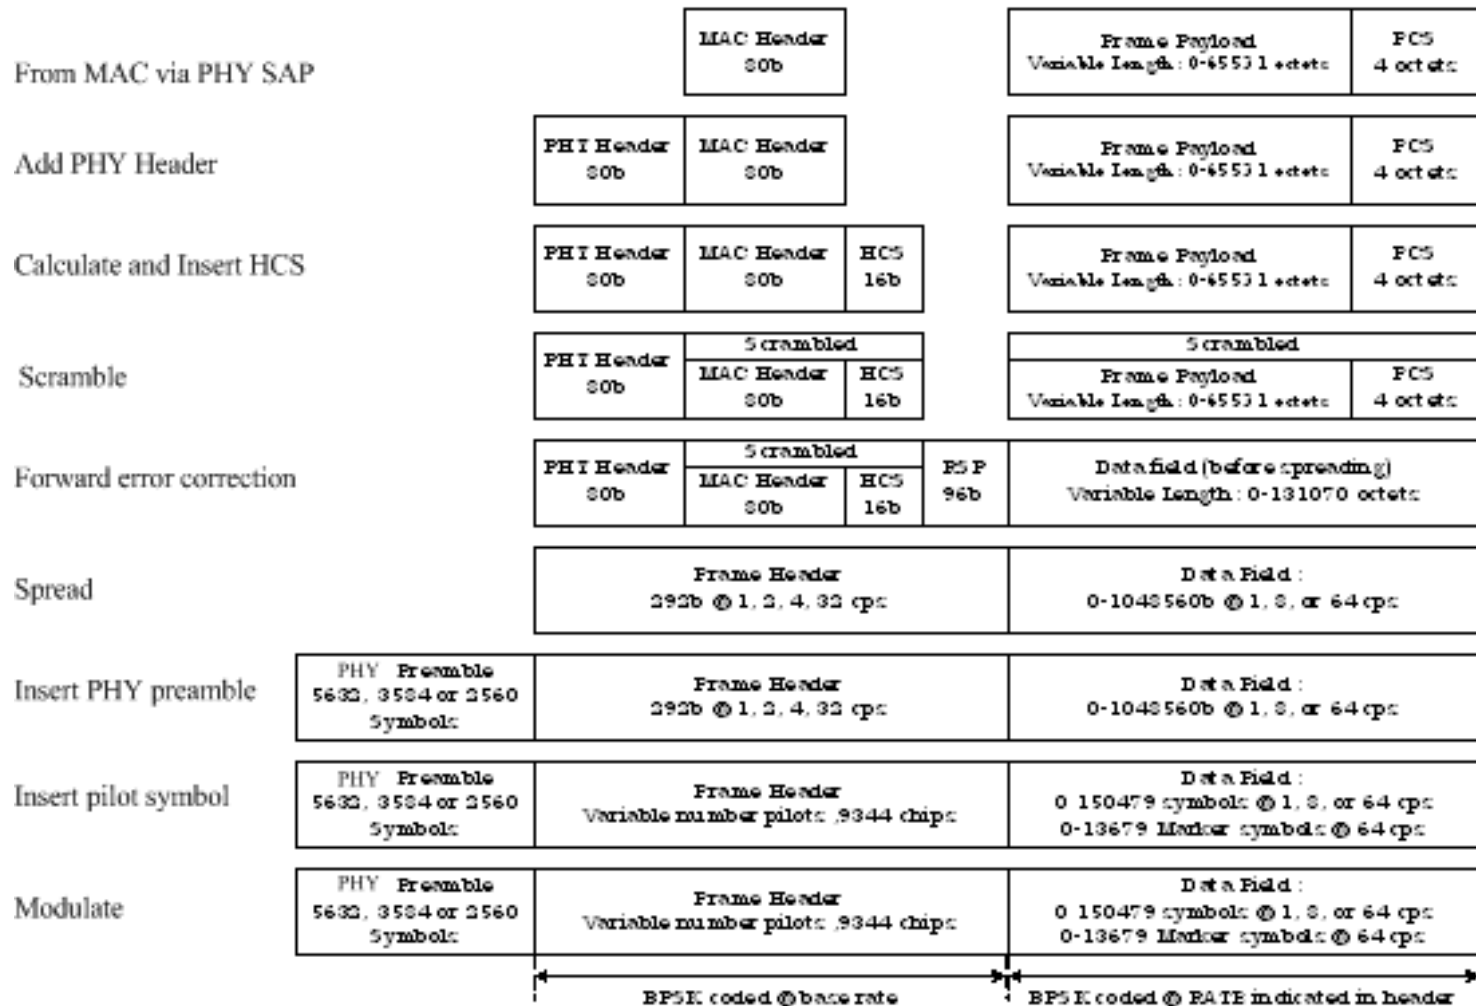 From MAC via PHY SAP
MAC Header
80b
Frame Payload
Variable Length: 0-65531 octets
FCS
4 octets
Add PHY Header
PHY Header
80b
MAC Header
80b
Frame Payload
Variable Length: 0-65531 octets
FCS
4 octets
Calculate and Insert HCS
PHY Header
80b
MAC Header
80b
HCS
16b
Frame Payload
Variable Length: 0-65531 octets
FCS
4 octets
Scramble
PHY Header
80b
Scrambled
MAC Header
80b
HCS
16b
Scrambled
Frame Payload
Variable Length: 0-65531 octets
FCS
4 octets
Forward error correction
PHY Header
80b
Scrambled
MAC Header
80b
HCS
16b
RSP
96b
Data field (before spreading)
Variable Length: 0-131070 octets
Spread
Frame Header
292b @ 1, 2, 4, 32 cps
Data Field :
0-1048560b @ 1, 8, or 64 cps
Insert PHY preamble
PHY Preamble
5632, 3584 or 2560
Symbols
Frame Header
292b @ 1, 2, 4, 32 cps
Data Field :
0-1048560b @ 1, 8, or 64 cps
Insert pilot symbol
PHY Preamble
5632, 3584 or 2560
Symbols
Frame Header
Variable number pilots ,9344 chips
Data Field :
0-150479 symbols @ 1, 8, or 64 cps
0-13679 Marker symbols @ 64 cps
Modulate
PHY Preamble
5632, 3584 or 2560
Symbols
Frame Header
Variable number pilots ,9344 chips
Data Field :
0-150479 symbols @ 1, 8, or 64 cps
0-13679 Marker symbols @ 64 cps
BPSK coded @ base rate
BPSK coded @ RATE indicated in header